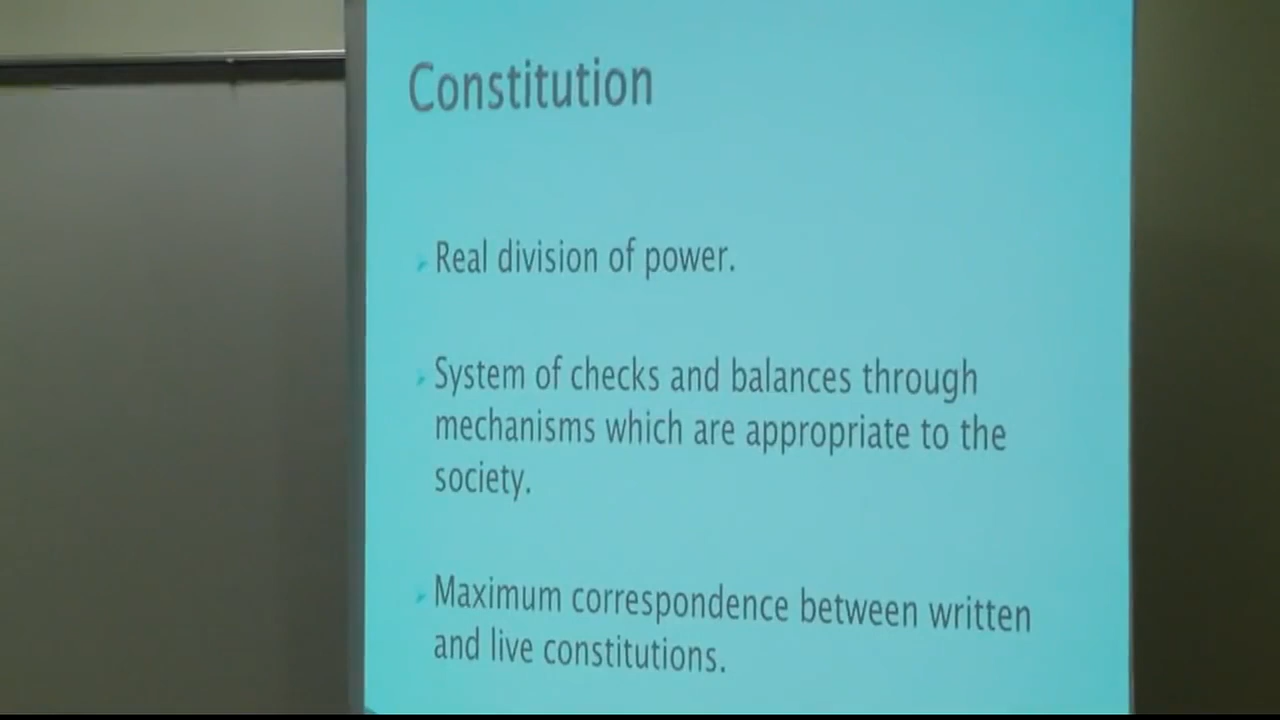 Constitution
Real division of power.
System of checks and balances through
mechanisms which are appropriate to the
society.
Maximum correspondence between written
and live constitutions.